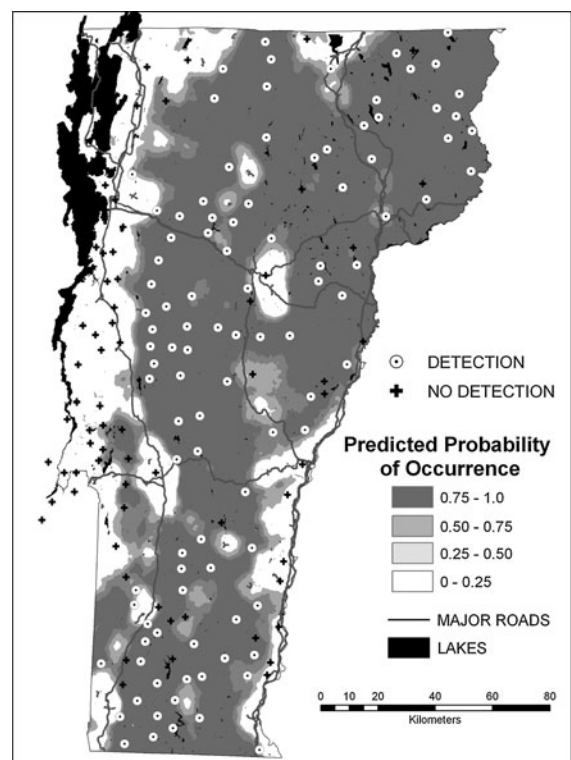 DETECTION
NO DETECTION
Predicted Probability
of Occurrence
0.75 - 1.0
0.50 - 0.75
0.25 - 0.50
0 - 0.25
MAJOR ROADS
LAKES
0 10 20 40 60 80
Kilometers